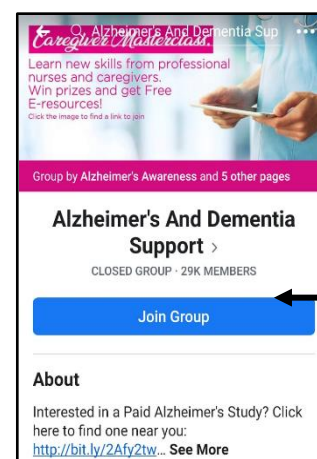 Alzheimer's And Dementia Sup
Caregiver Masterclass.
Learn new skills from professional
nurses and caregivers.
Win prizes and get Free
E-resources!
Click the image to find a link to join
Group by Alzheimer's Awareness and 5 other pages
Alzheimer's And Dementia
Support >
CLOSED GROUP · 29K MEMBERS
Join Group
About
Interested in a Paid Alzheimer's Study? Click
here to find one near you:
http://bit.ly/2Afy2tw... See More